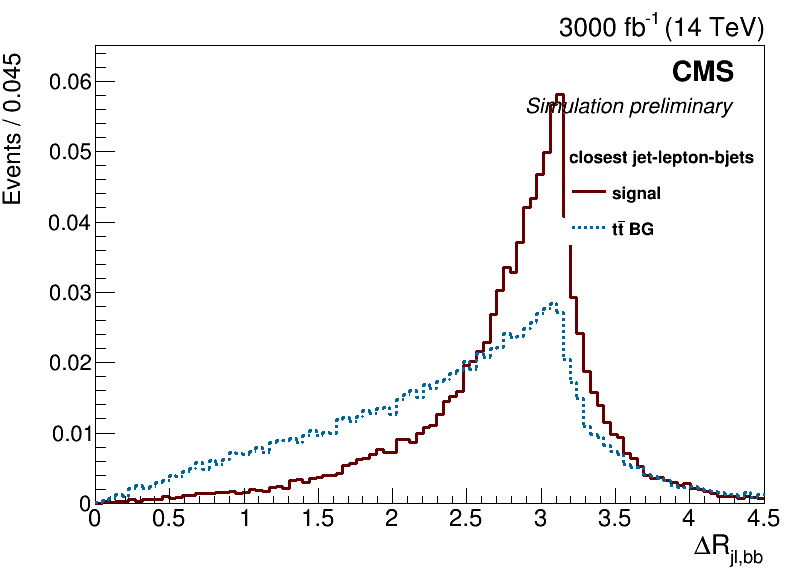 3000 fb⁻¹ (14 TeV)
CMS
Simulation preliminary
closest jet-lepton-bjets
signal
tt̄ BG
Events / 0.045
0.06
0.05
0.04
0.03
0.02
0.01
0
0 0.5 1 1.5 2 2.5 3 3.5 4 4.5
ΔR jl,bb